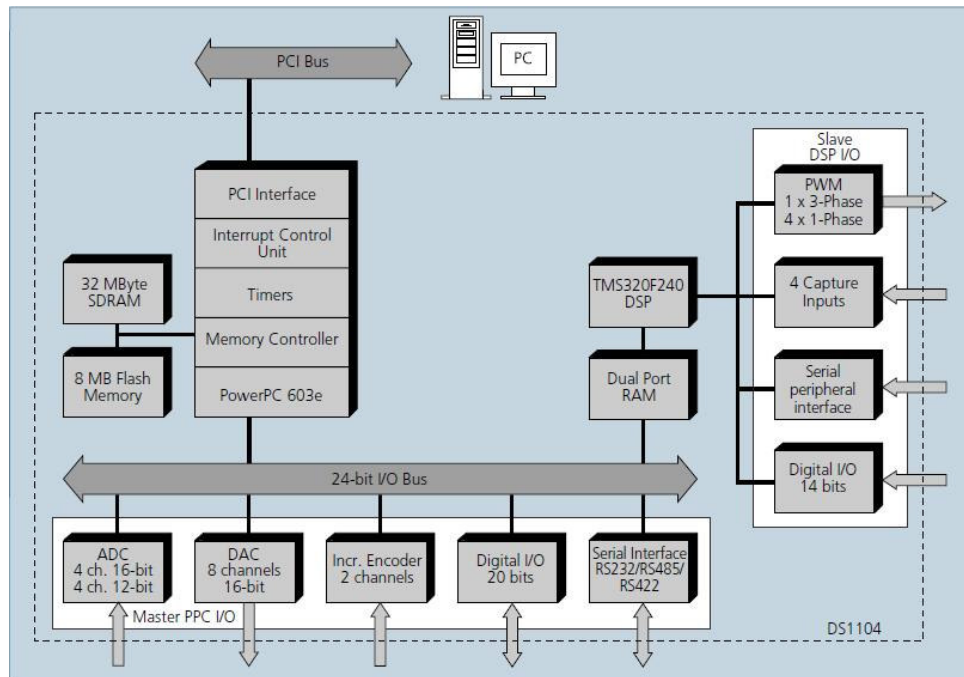 PCI Bus
PC
PCI Interface
Interrupt Control
Unit
Timers
Memory Controller
PowerPC 603e
32 MByte
SDRAM
8 MB Flash
Memory
TMS320F240
DSP
Dual Port
RAM
Slave
DSP I/O
PWM
1 x 3-Phase
4 x 1-Phase
4 Capture
Inputs
Serial
peripheral
interface
Digital I/O
14 bits
24-bit I/O Bus
ADC
4 ch. 16-bit
4 ch. 12-bit
DAC
8 channels
16-bit
Incr. Encoder
2 channels
Digital I/O
20 bits
Serial Interface
RS232/RS485/
RS422
Master PPC I/O
DS1104